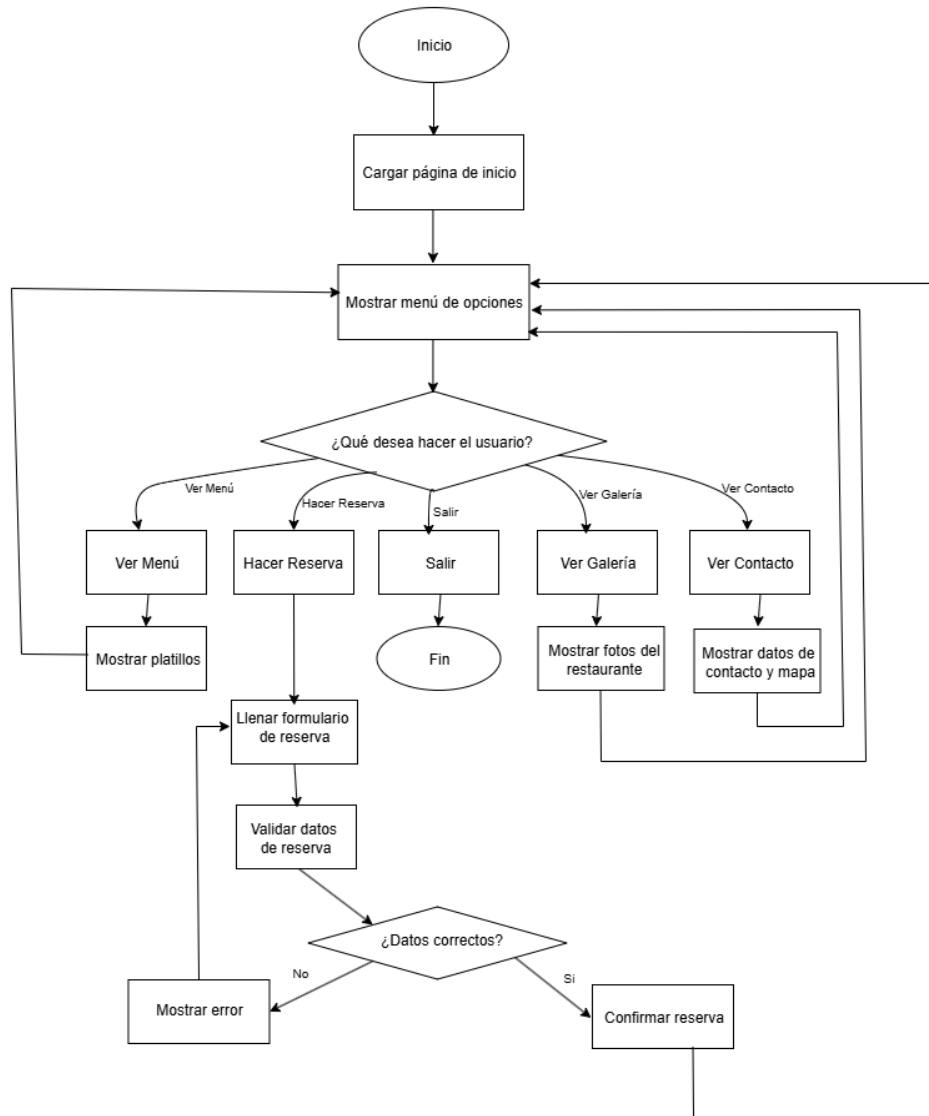 Inicio
Cargar página de inicio
Mostrar menú de opciones
¿Qué desea hacer el usuario?
Ver Menú
Hacer Reserva
Salir
Ver Galería
Ver Contacto
Ver Menú
Hacer Reserva
Salir
Ver Galería
Ver Contacto
Mostrar platillos
Fin
Mostrar fotos del
restaurante
Mostrar datos de
contacto y mapa
Llenar formulario
de reserva
Validar datos
de reserva
¿Datos correctos?
No
Si
Mostrar error
Confirmar reserva